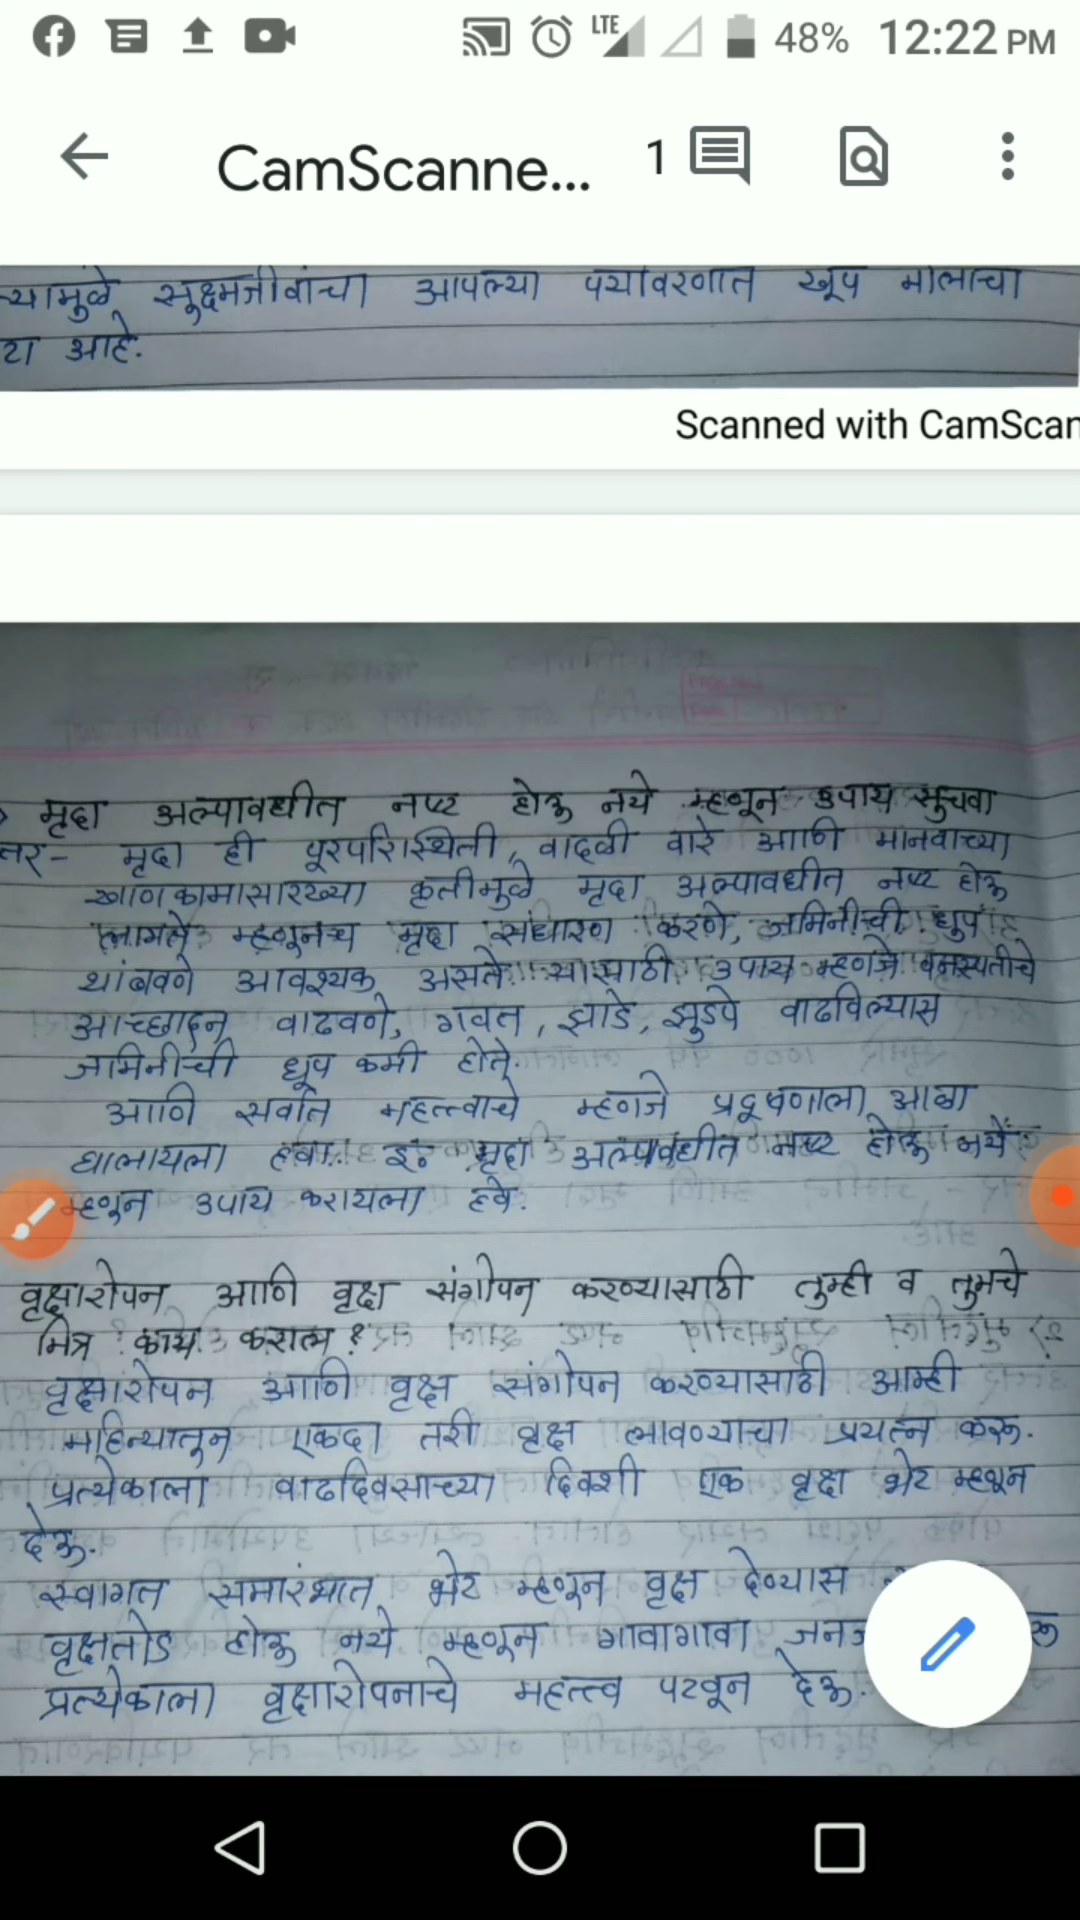 48% 12:22 PM
LTE
CamScanne... 1
सुक्ष्मजीवांचा आपल्या पर्यावरणात खूप मोलाचा
टा आहे.
Scanned with CamScan
मृदा अल्पावधीत नष्ट होऊ नये म्हणून उपाय सुचवा
तर- मृदा ही पूरपरिस्थिती, वादळी वारे आणि मानवाच्या
खाणकामासारख्या कृतीमुळे मृदा अल्पावधीत नष्ट होऊ
लागते म्हणूनच मृदा संधारण करणे, जमिनीची धुप
थांबवणे आवश्यक असते. यासाठी उपाय म्हणजे वनस्पतीचे
आच्छादन वाढवणे, गवत, झाडे, झुडपे वाढविल्यास
जमिनीची धूप कमी होते.
आणि सर्वात महत्त्वाचे म्हणजे प्रदूषणाला आळा
घालायला हवा. इ. मृदा अल्पवधीत नष्ट होऊ नये
म्हणून उपाय करायला हवे.
वृक्षारोपन आणि वृक्ष संगोपन करण्यासाठी तुम्ही व तुमचे
मित्र काय कराल?
वृक्षारोपन आणि वृक्ष संगोपन करण्यासाठी आम्ही
महिन्यातून एकदा तरी वृक्ष लावण्याचा प्रयत्न करू.
प्रत्येकाला वाढदिवसाच्या दिवशी एक वृक्ष भेट म्हणून
देऊ.
स्वागत समारंभात भेट म्हणून वृक्ष देण्यास
वृक्षतोड होऊ नये म्हणून गावागावा
प्रत्येकाला वृक्षारोपनाचे महत्त्व पटवून देऊ.